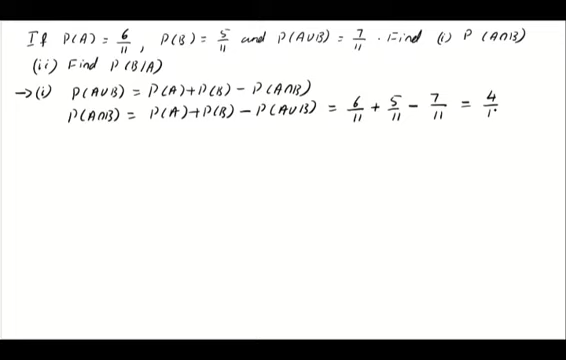 If P(A) = 6/11, P(B) = 5/11 and P(A∪B) = 7/11. Find (i) P(A∩B)
(ii) Find P(B/A)
→(i) P(A∪B) = P(A)+P(B) − P(A∩B)
P(A∩B) = P(A)+P(B) − P(A∪B) = 6/11 + 5/11 − 7/11 = 4/1